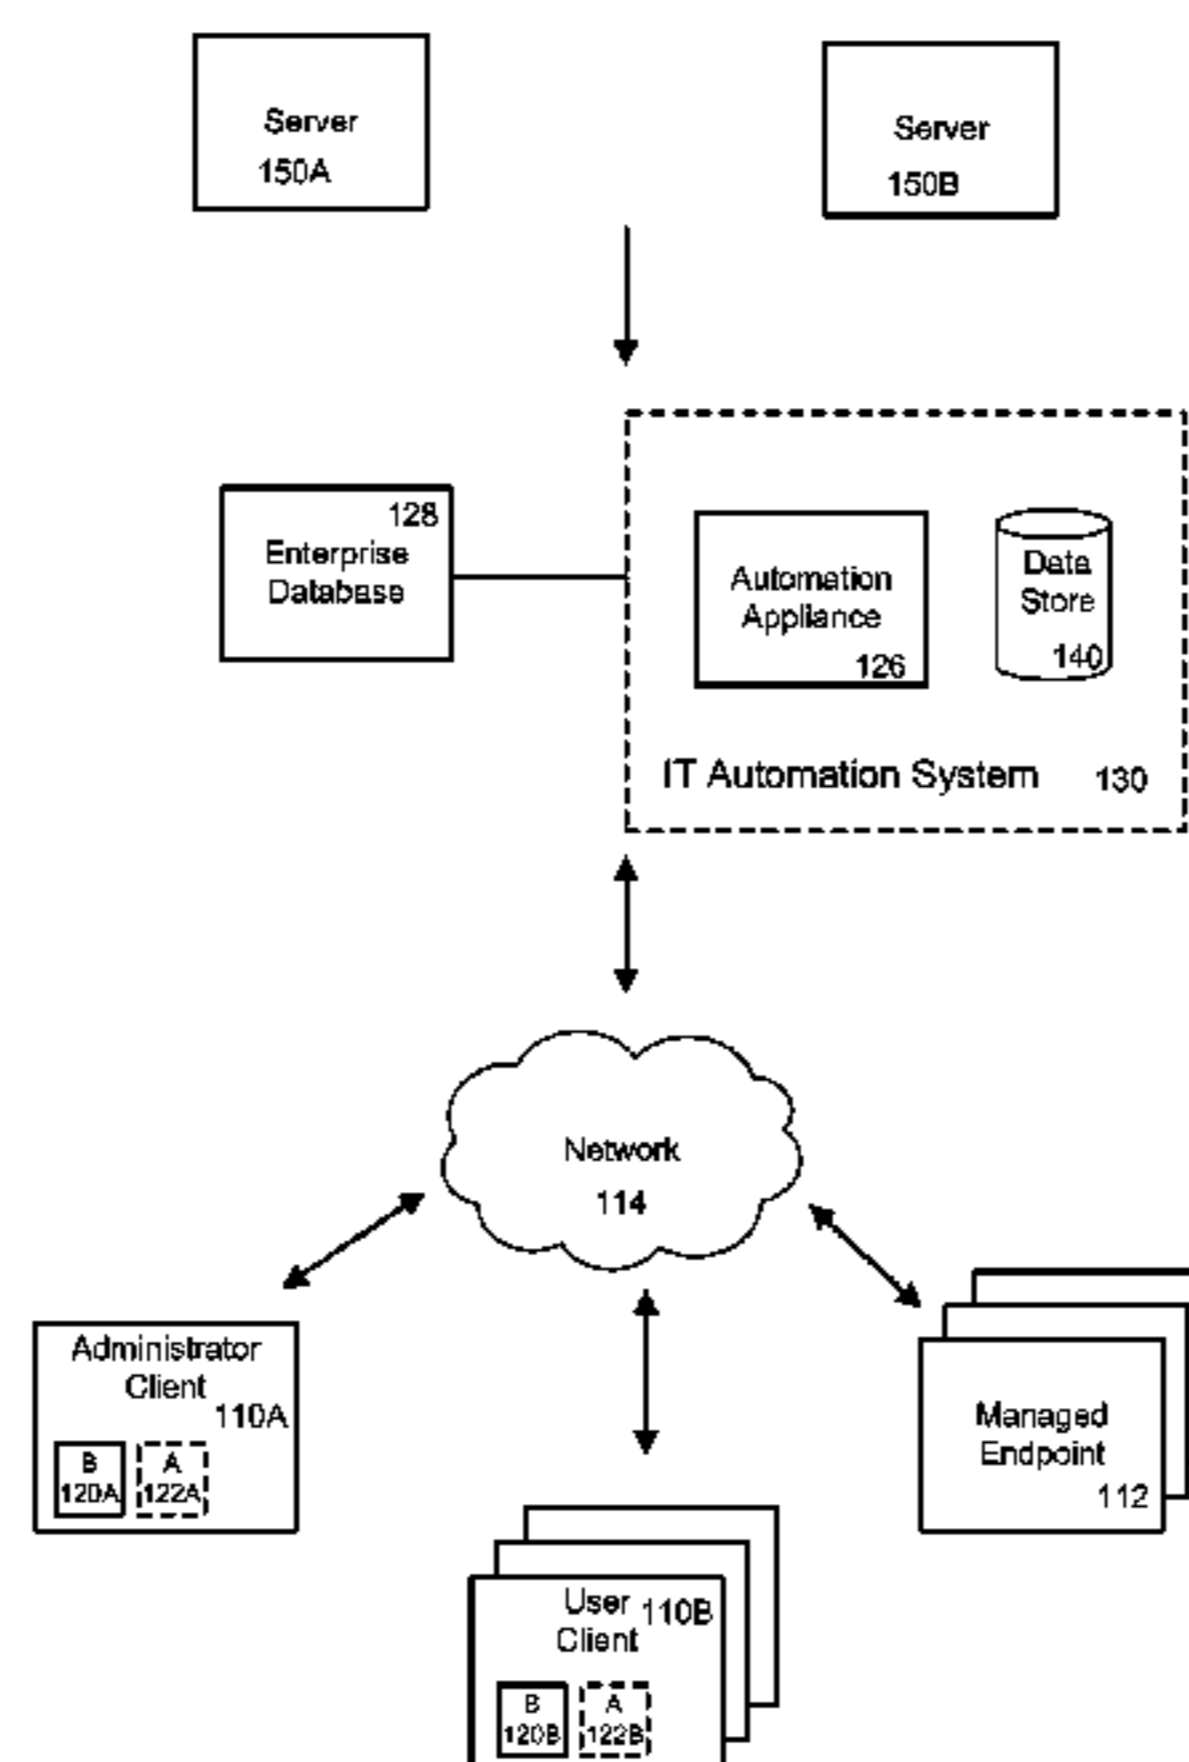 Server
150A
Server
150B
128
Enterprise
Database
Automation
Appliance
126
Data
Store
140
IT Automation System 130
Network
114
Administrator
Client
110A
B
120A
A
122A
Managed
Endpoint
112
User 110B
Client
B
120B
A
122B